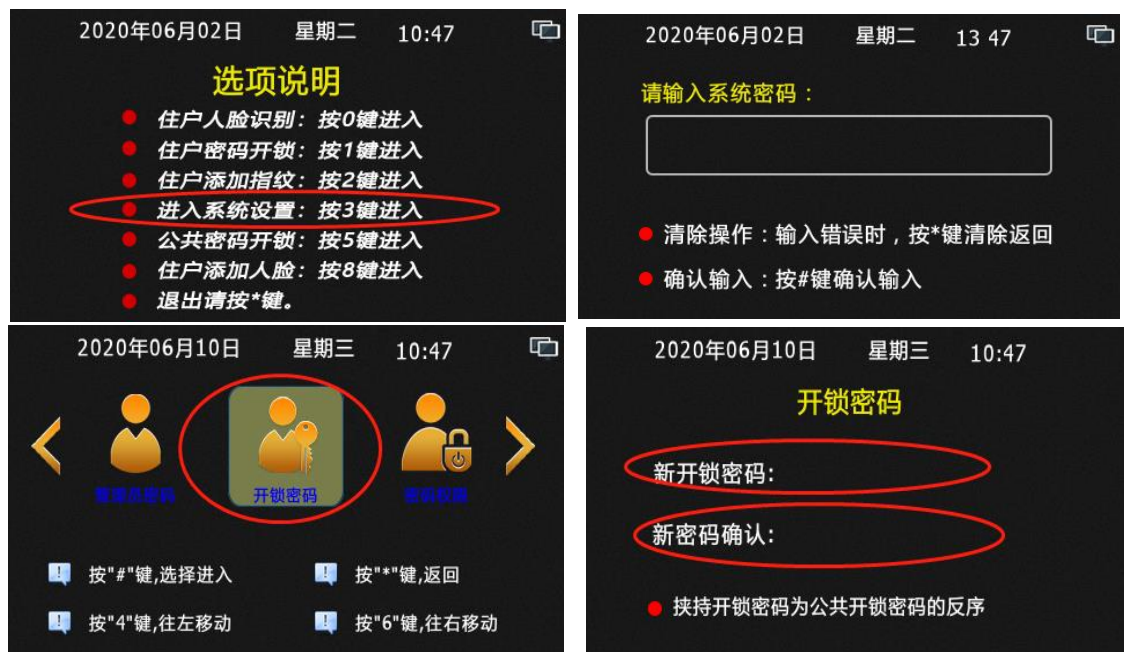 2020年06月02日 星期二 10:47
选项说明
住户人脸识别：按0键进入
住户密码开锁：按1键进入
住户添加指纹：按2键进入
进入系统设置：按3键进入
公共密码开锁：按5键进入
住户添加人脸：按8键进入
退出请按*键。
2020年06月02日 星期二 13 47
请输入系统密码：
清除操作：输入错误时，按*键清除返回
确认输入：按#键确认输入
2020年06月10日 星期三 10:47
管理员密码 开锁密码 密码权限
按"#"键,选择进入 按"*"键,返回
按"4"键,往左移动 按"6"键,往右移动
2020年06月10日 星期三 10:47
开锁密码
新开锁密码:
新密码确认:
挟持开锁密码为公共开锁密码的反序